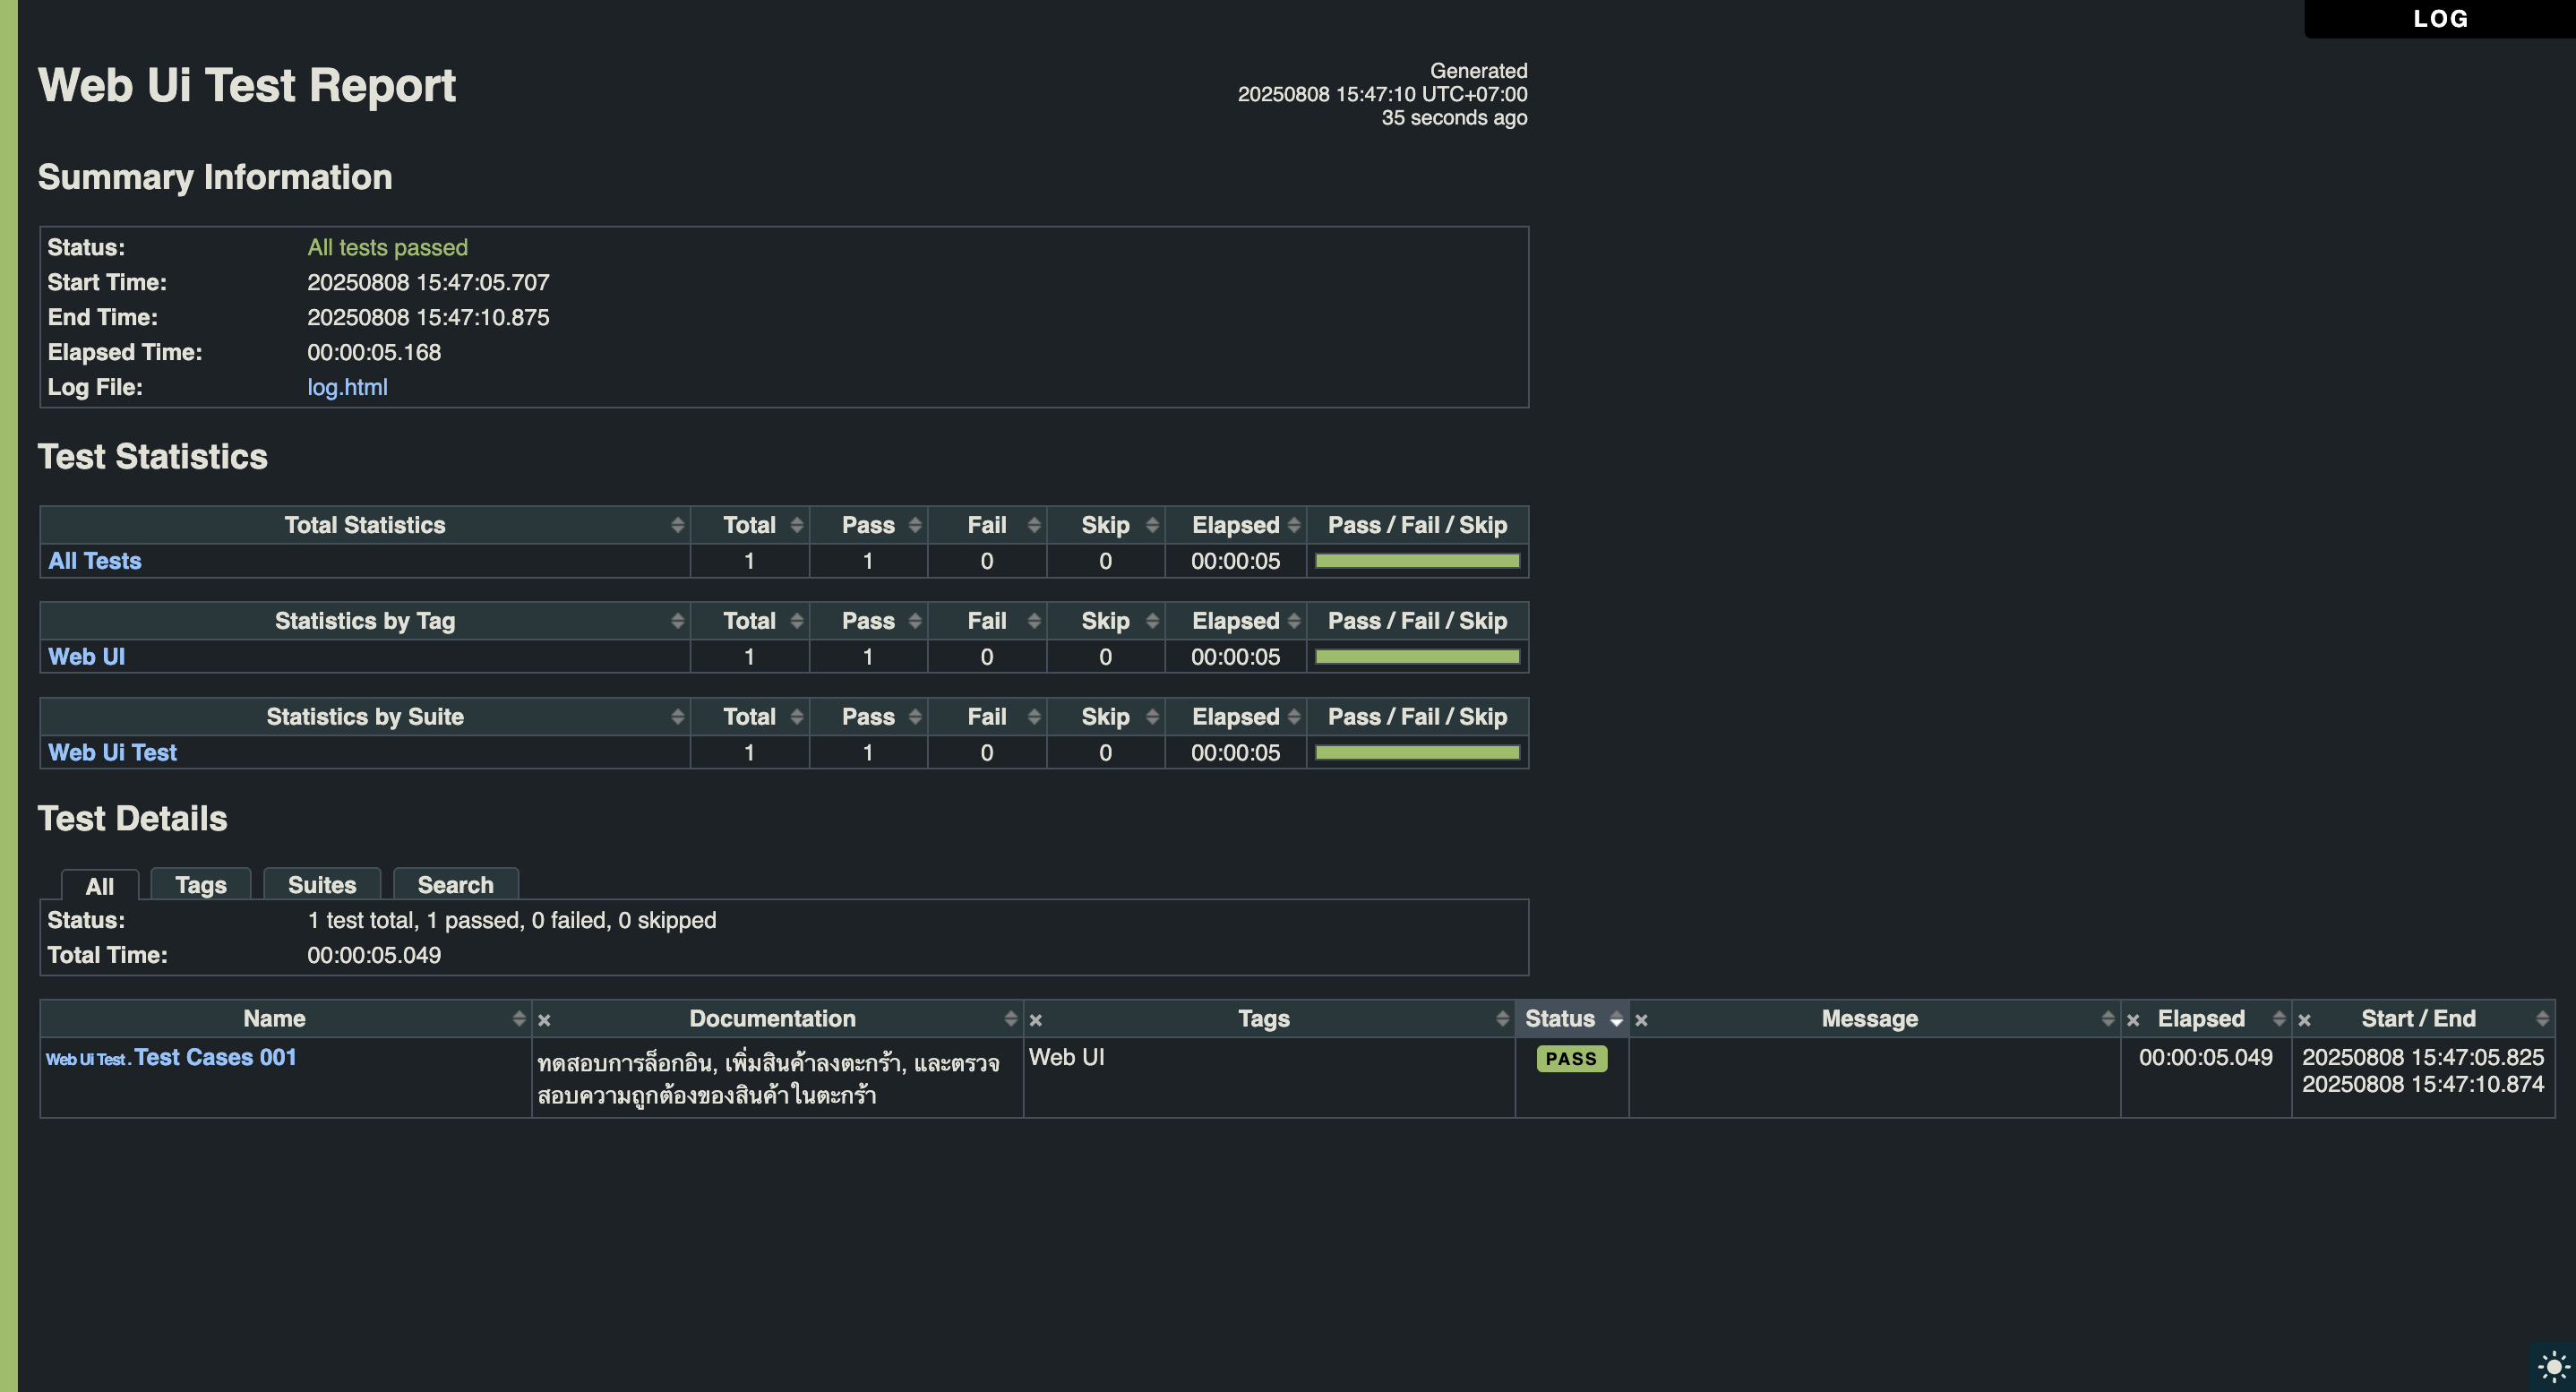 LOG
Web Ui Test Report
Generated
20250808 15:47:10 UTC+07:00
35 seconds ago
Summary Information
Status: All tests passed
Start Time: 20250808 15:47:05.707
End Time: 20250808 15:47:10.875
Elapsed Time: 00:00:05.168
Log File: log.html
Test Statistics
Total Statistics Total Pass Fail Skip Elapsed Pass / Fail / Skip
All Tests 1 1 0 0 00:00:05
Statistics by Tag Total Pass Fail Skip Elapsed Pass / Fail / Skip
Web UI 1 1 0 0 00:00:05
Statistics by Suite Total Pass Fail Skip Elapsed Pass / Fail / Skip
Web Ui Test 1 1 0 0 00:00:05
Test Details
All Tags Suites Search
Status: 1 test total, 1 passed, 0 failed, 0 skipped
Total Time: 00:00:05.049
Name × Documentation × Tags Status × Message × Elapsed × Start / End
Web Ui Test . Test Cases 001 ทดสอบการล็อกอิน, เพิ่มสินค้าลงตะกร้า, และตรวจ Web UI PASS 00:00:05.049 20250808 15:47:05.825
สอบความถูกต้องของสินค้าในตะกร้า 20250808 15:47:10.874